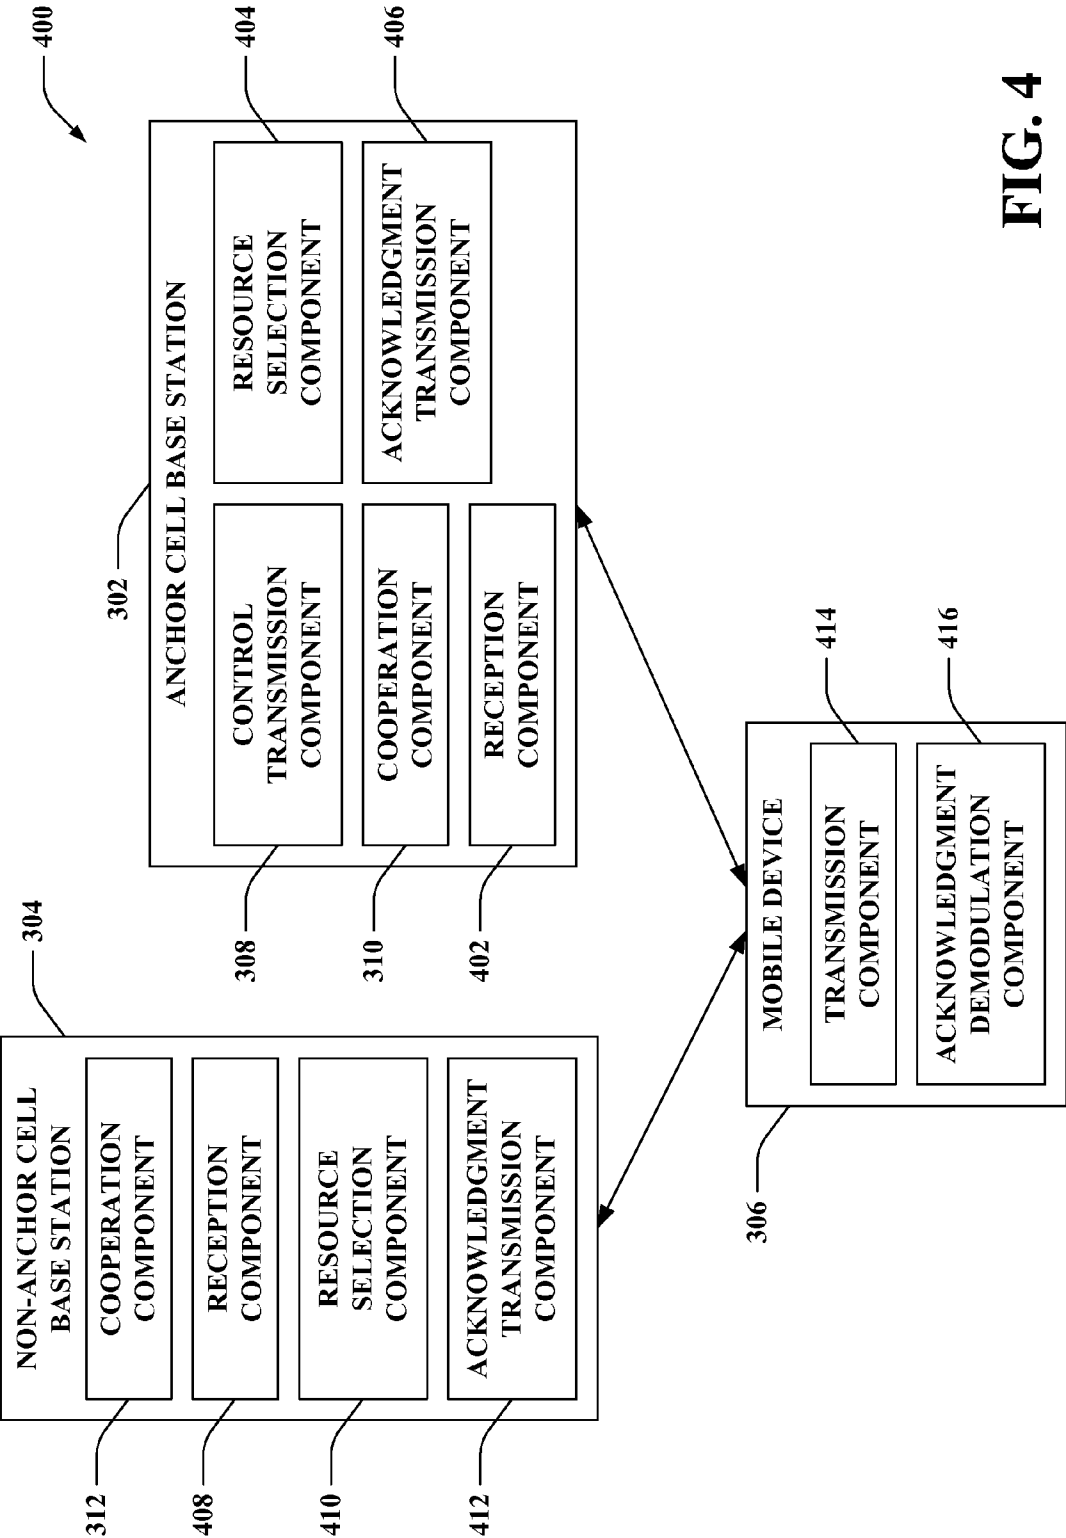 400
NON-ANCHOR CELL
BASE STATION
304
COOPERATION
COMPONENT
312
RECEPTION
COMPONENT
408
RESOURCE
SELECTION
COMPONENT
410
ACKNOWLEDGMENT
TRANSMISSION
COMPONENT
412
302
ANCHOR CELL BASE STATION
CONTROL
TRANSMISSION
COMPONENT
308
RESOURCE
SELECTION
COMPONENT
404
COOPERATION
COMPONENT
310
ACKNOWLEDGMENT
TRANSMISSION
COMPONENT
406
RECEPTION
COMPONENT
402
306
MOBILE DEVICE
TRANSMISSION
COMPONENT
414
ACKNOWLEDGMENT
DEMODULATION
COMPONENT
416
FIG. 4